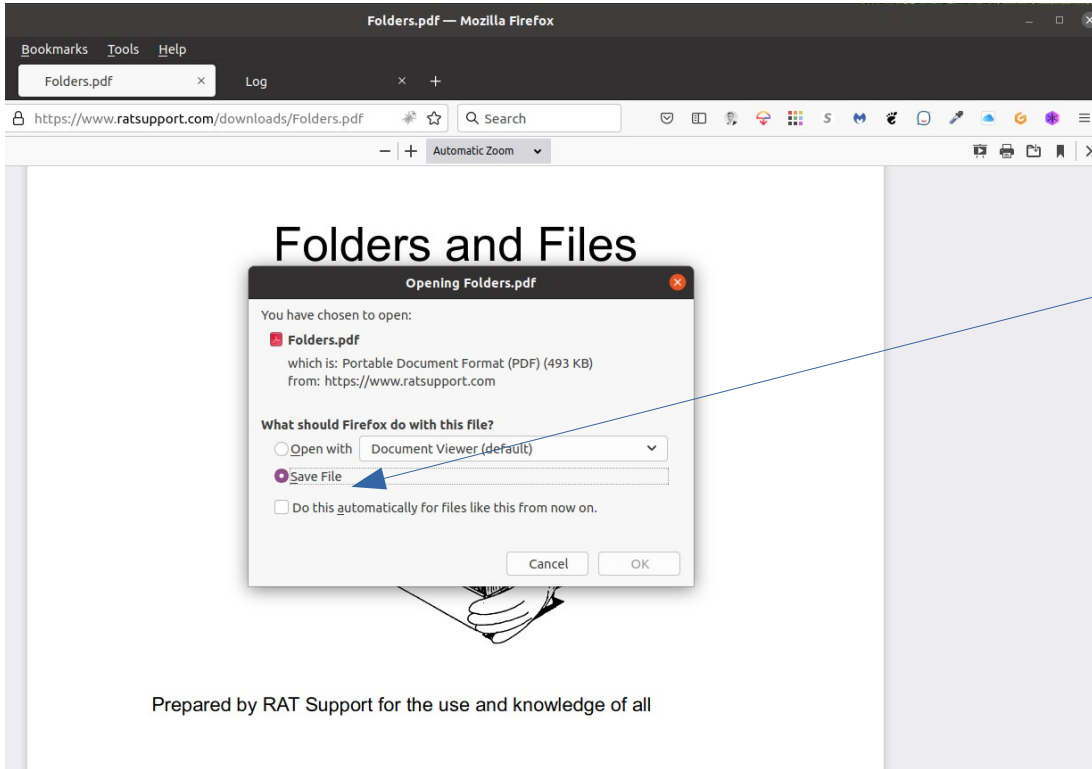 Folders.pdf — Mozilla Firefox
Bookmarks Tools Help
Folders.pdf × Log × +
https://www.ratsupport.com/downloads/Folders.pdf Search
− + Automatic Zoom
Folders and Files
Opening Folders.pdf
You have chosen to open:
Folders.pdf
which is: Portable Document Format (PDF) (493 KB)
from: https://www.ratsupport.com
What should Firefox do with this file?
Open with Document Viewer (default)
Save File
Do this automatically for files like this from now on.
Cancel OK
Prepared by RAT Support for the use and knowledge of all